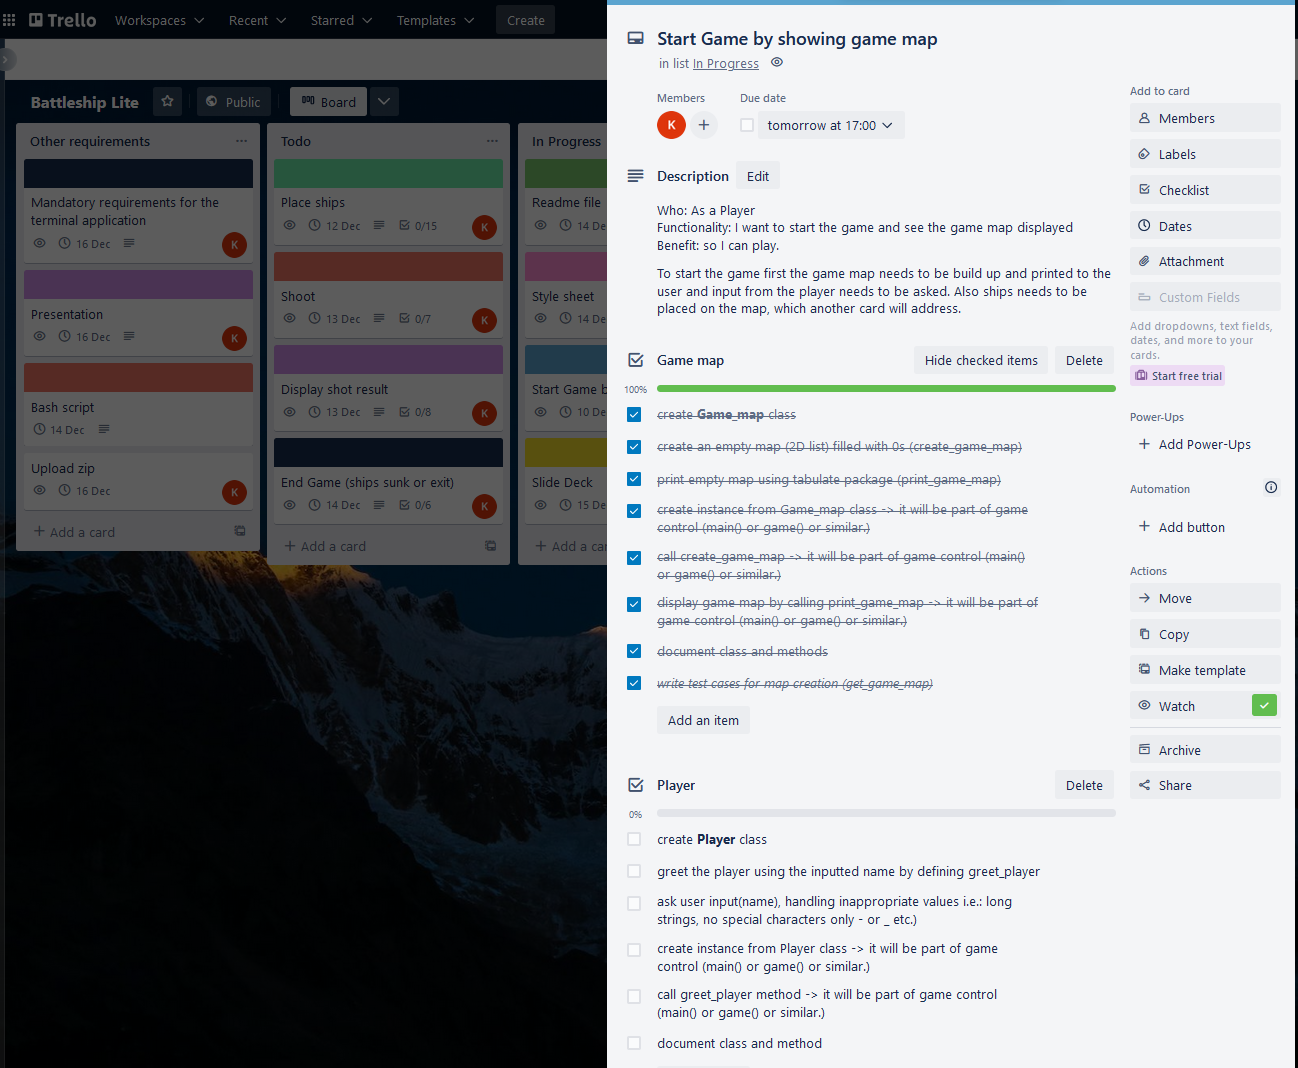 Trello
Workspaces
Recent
Starred
Templates
Create
Battleship Lite
Public
Board
Other requirements
Mandatory requirements for the
terminal application
16 Dec
K
Presentation
16 Dec
K
Bash script
14 Dec
Upload zip
16 Dec
K
+ Add a card
Todo
Place ships
12 Dec
0/15
K
Shoot
13 Dec
0/7
K
Display shot result
13 Dec
0/8
K
End Game (ships sunk or exit)
14 Dec
0/6
K
+ Add a card
In Progress
Readme file
14 De
Style sheet
14 De
Start Game b
10 De
Slide Deck
15 De
+ Add a car
Start Game by showing game map
in list In Progress
Members
K
+
Due date
tomorrow at 17:00
Description
Edit
Who: As a Player
Functionality: I want to start the game and see the game map displayed
Benefit: so I can play.
To start the game first the game map needs to be build up and printed to the
user and input from the player needs to be asked. Also ships needs to be
placed on the map, which another card will address.
Game map
Hide checked items
Delete
100%
create Game_map class
create an empty map (2D list) filled with 0s (create_game_map)
print empty map using tabulate package (print_game_map)
create instance from Game_map class -> it will be part of game
control (main() or game() or similar.)
call create_game_map -> it will be part of game control (main()
or game() or similar.)
display game map by calling print_game_map -> it will be part of
game control (main() or game() or similar.)
document class and methods
write test cases for map creation (get_game_map)
Add an item
Player
Delete
0%
create Player class
greet the player using the inputted name by defining greet_player
ask user input(name), handling inappropriate values i.e.: long
strings, no special characters only - or _ etc.)
create instance from Player class -> it will be part of game
control (main() or game() or similar.)
call greet_player method -> it will be part of game control
(main() or game() or similar.)
document class and method
Add to card
Members
Labels
Checklist
Dates
Attachment
Custom Fields
Add dropdowns, text fields,
dates, and more to your
cards.
Start free trial
Power-Ups
+ Add Power-Ups
Automation
+ Add button
Actions
Move
Copy
Make template
Watch
Archive
Share